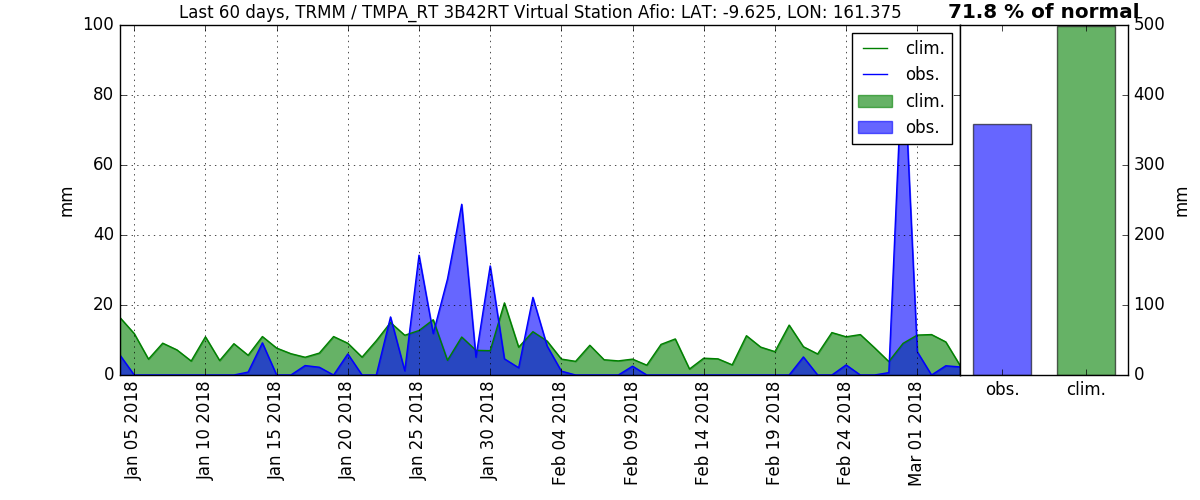 Last 60 days, TRMM / TMPA_RT 3B42RT Virtual Station Afio: LAT: -9.625, LON: 161.375
71.8 % of normal
100
80
60
40
20
0
mm
clim.
obs.
clim.
obs.
500
400
300
200
100
0
mm
obs.
clim.
Jan 05 2018
Jan 10 2018
Jan 15 2018
Jan 20 2018
Jan 25 2018
Jan 30 2018
Feb 04 2018
Feb 09 2018
Feb 14 2018
Feb 19 2018
Feb 24 2018
Mar 01 2018